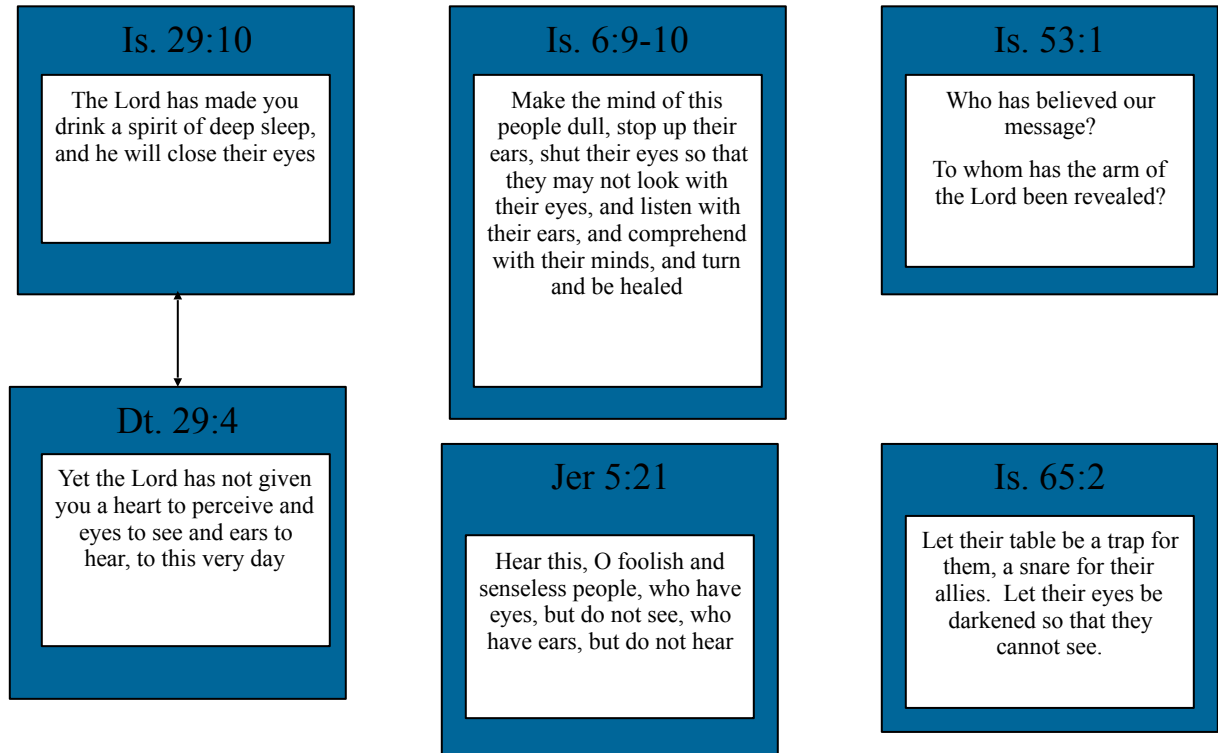 Is. 29:10
The Lord has made you
drink a spirit of deep sleep,
and he will close their eyes
Is. 6:9-10
Make the mind of this
people dull, stop up their
ears, shut their eyes so that
they may not look with
their eyes, and listen with
their ears, and comprehend
with their minds, and turn
and be healed
Is. 53:1
Who has believed our
message?
To whom has the arm of
the Lord been revealed?
Dt. 29:4
Yet the Lord has not given
you a heart to perceive and
eyes to see and ears to
hear, to this very day
Jer 5:21
Hear this, O foolish and
senseless people, who have
eyes, but do not see, who
have ears, but do not hear
Is. 65:2
Let their table be a trap for
them, a snare for their
allies.  Let their eyes be
darkened so that they
cannot see.